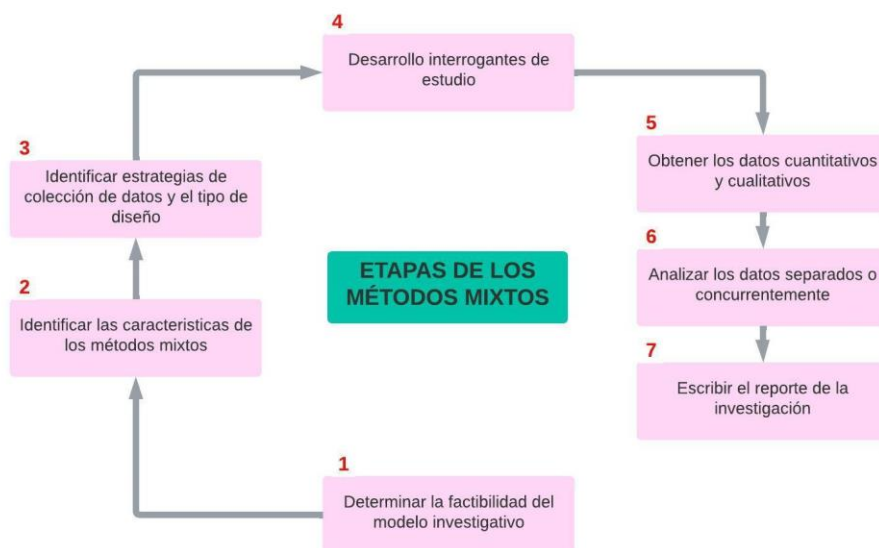 4
Desarrollo interrogantes de
estudio
3
Identificar estrategias de
colección de datos y el tipo de
diseño
5
Obtener los datos cuantitativos
y cualitativos
2
Identificar las caracteristicas de
los métodos mixtos
ETAPAS DE LOS
MÉTODOS MIXTOS
6
Analizar los datos separados o
concurrentemente
7
Escribir el reporte de la
investigación
1
Determinar la factibilidad del
modelo investigativo